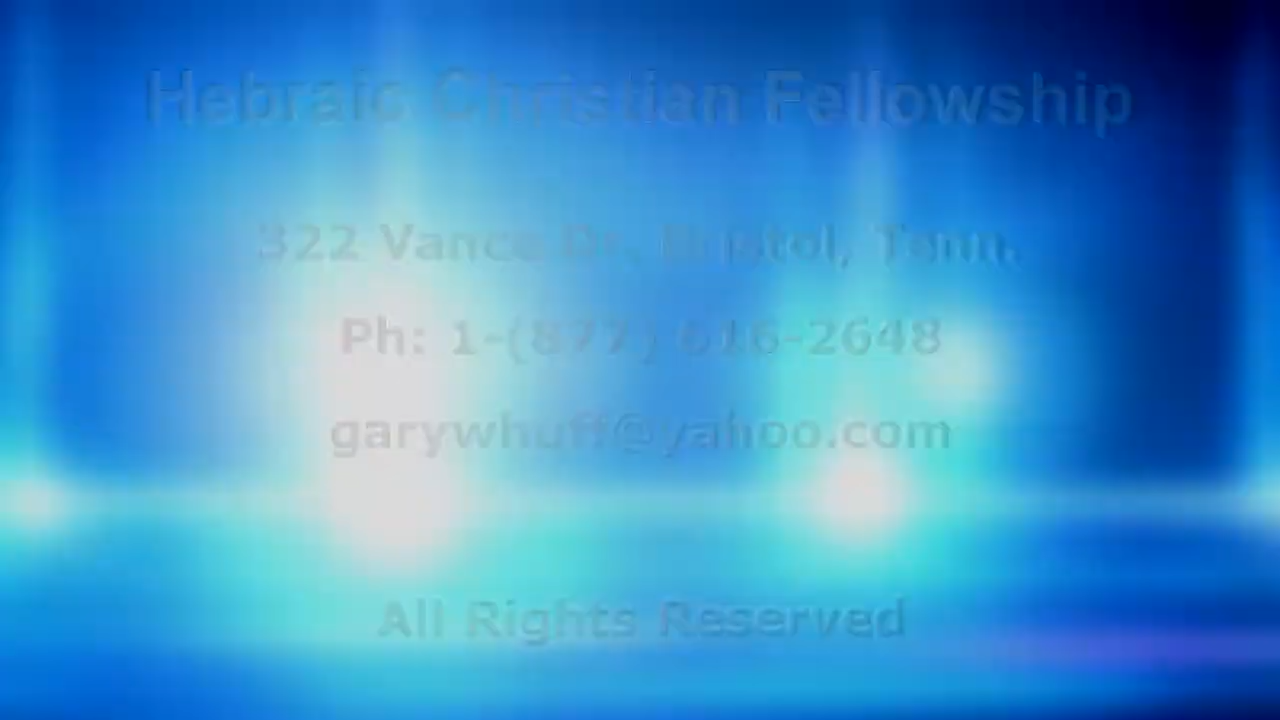 Hebraic Christian Fellowship
322 Vance Dr. Bristol, Tenn.
Ph: 1-(877) 616-2648
garywhuff@yahoo.com
All Rights Reserved